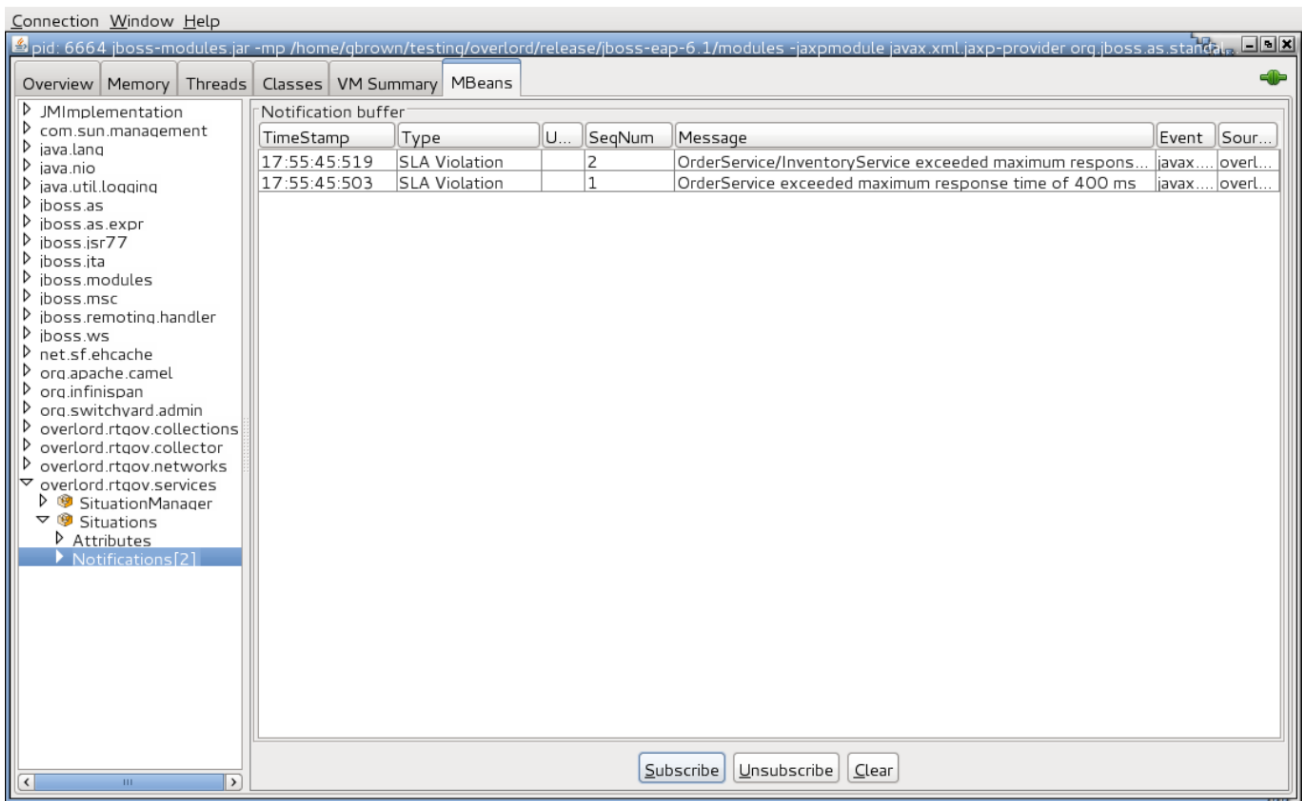 Connection Window Help
pid: 6664 jboss-modules.jar -mp /home/gbrown/testing/overlord/release/jboss-eap-6.1/modules -jaxpmodule javax.xml.jaxp-provider org.jboss.as.standa
Overview Memory Threads Classes VM Summary MBeans
JMImplementation
com.sun.management
java.lang
java.nio
java.util.logging
jboss.as
jboss.as.expr
jboss.jsr77
jboss.jta
jboss.modules
jboss.msc
jboss.remoting.handler
jboss.ws
net.sf.ehcache
org.apache.camel
org.infinispan
org.switchyard.admin
overlord.rtgov.collections
overlord.rtgov.collector
overlord.rtgov.networks
overlord.rtgov.services
SituationManager
Situations
Attributes
Notifications[2]
Notification buffer
TimeStamp Type U... SeqNum Message Event Sour...
17:55:45:519 SLA Violation 2 OrderService/InventoryService exceeded maximum respons... javax.... overl...
17:55:45:503 SLA Violation 1 OrderService exceeded maximum response time of 400 ms javax.... overl...
Subscribe Unsubscribe Clear